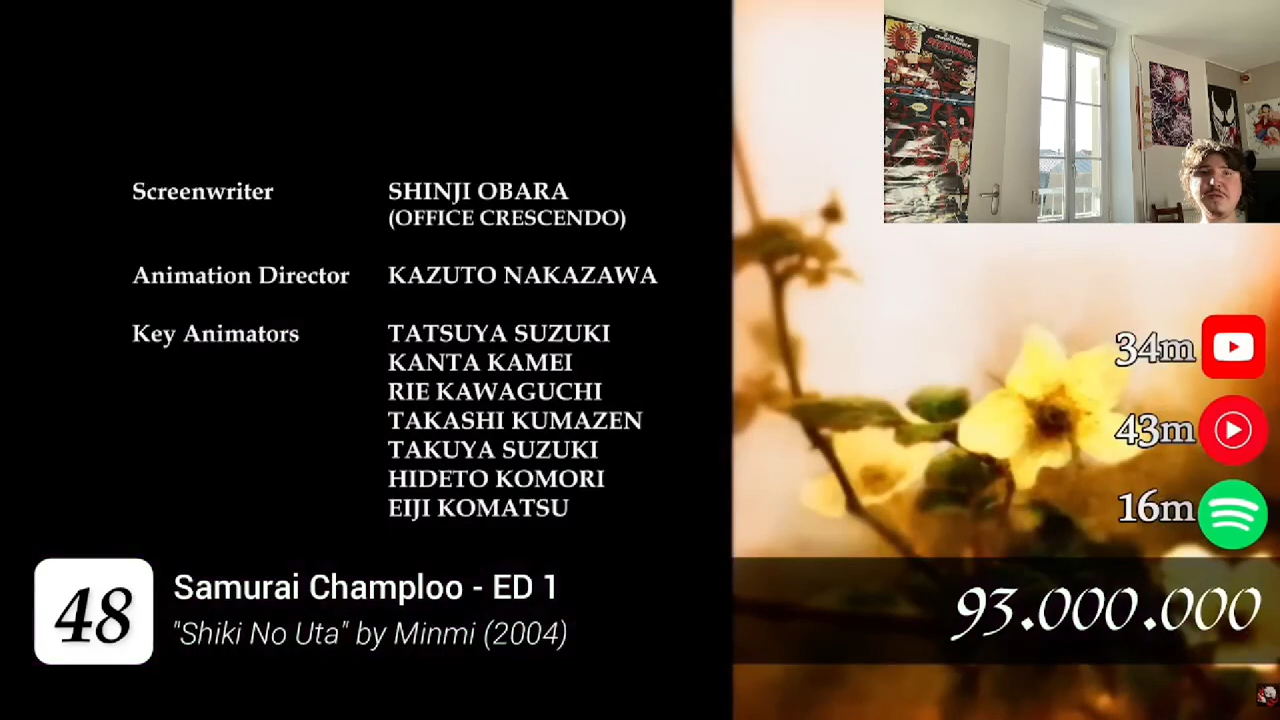 Screenwriter SHINJI OBARA
(OFFICE CRESCENDO)
Animation Director KAZUTO NAKAZAWA
Key Animators TATSUYA SUZUKI
KANTA KAMEI
RIE KAWAGUCHI
TAKASHI KUMAZEN
TAKUYA SUZUKI
HIDETO KOMORI
EIJI KOMATSU
34m
43m
16m
48
Samurai Champloo - ED 1
"Shiki No Uta" by Minmi (2004)
93.000.000